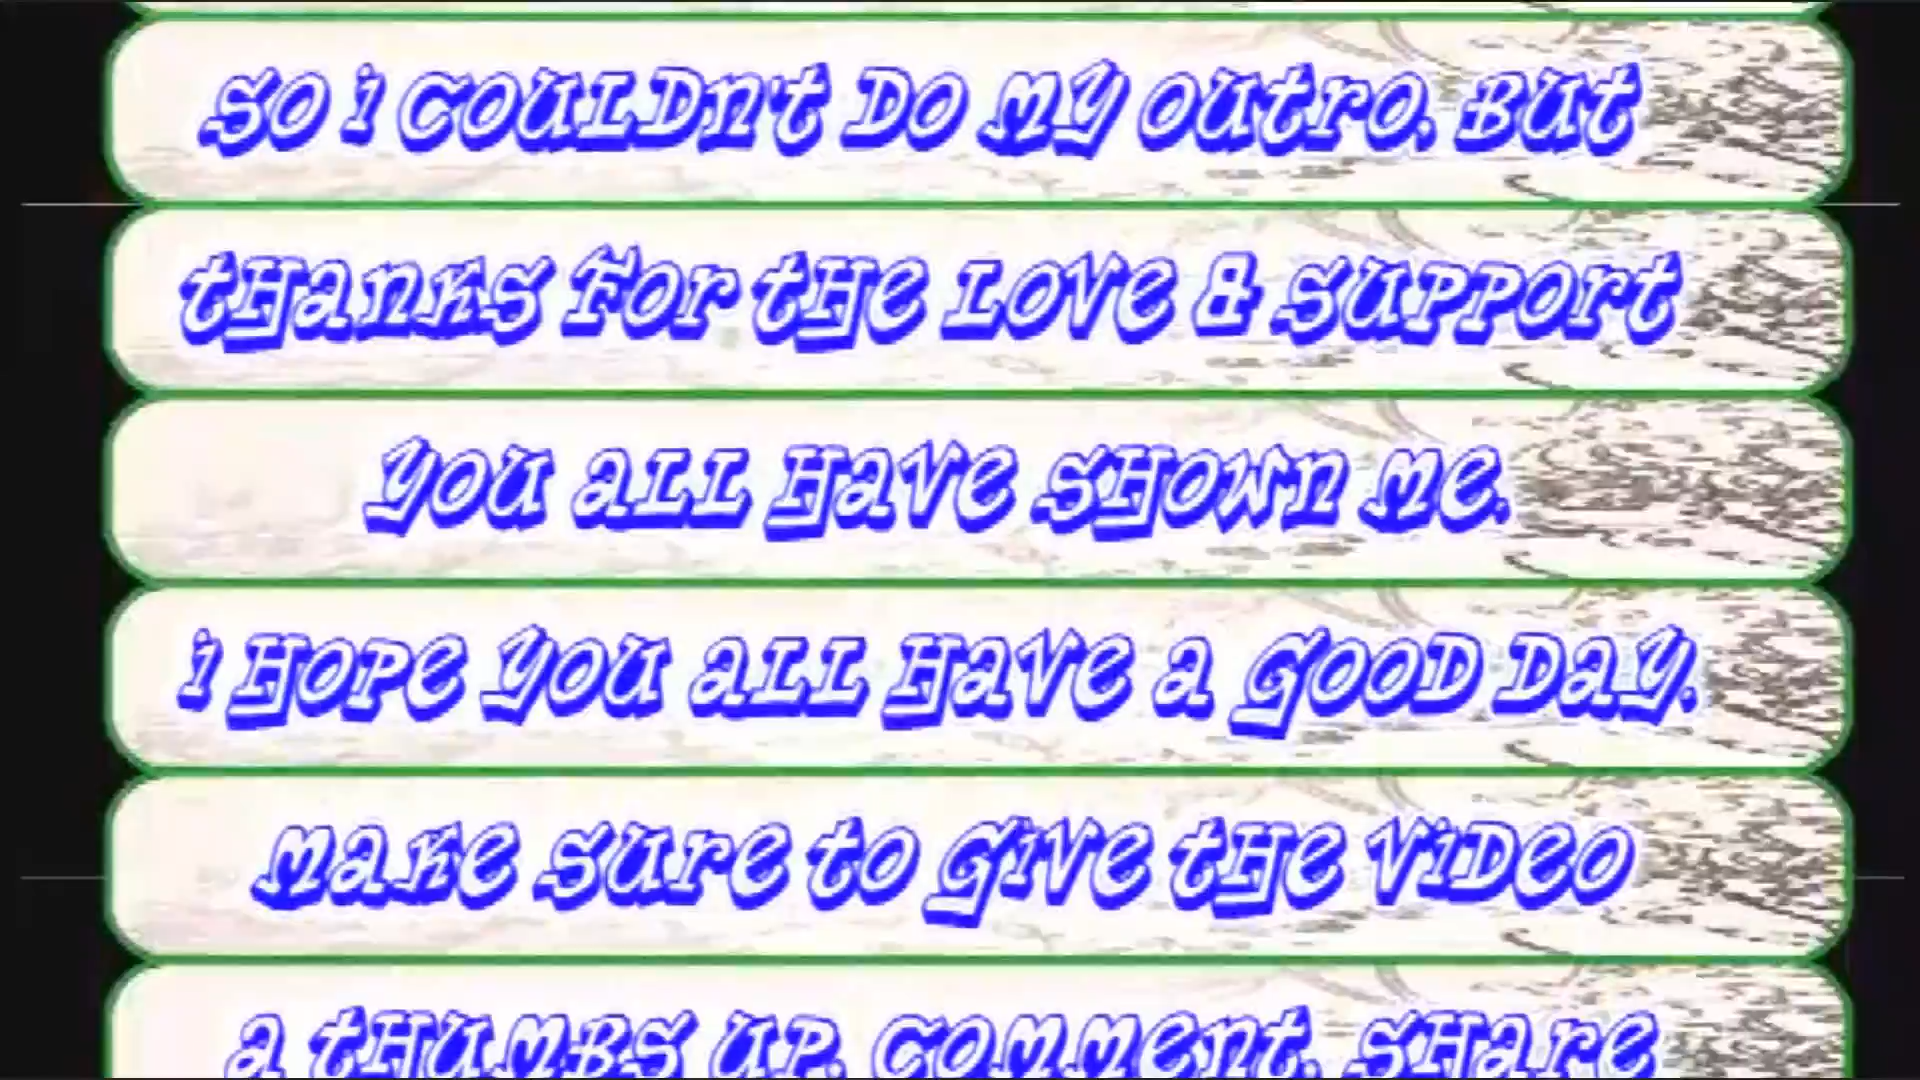 So i COULDn't DO MY OUtrO. BUt
tHanKS For tHe LOVe & SUPPOrt
YOU aLL HaVe SHOWn Me.
i HOPe YOU aLL HaVe a GOOD Day.
MaKe SUre tO GiVe tHe ViDeO
a tHUMBS UP, COMMent, SHare